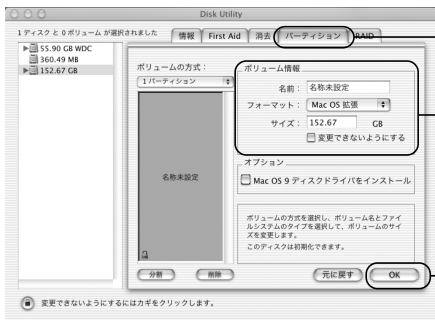 Disk Utility
1 ディスク と 0 ボリューム が選択されました
情報 First Aid 消去 パーティション RAID
55.90 GB WDC
360.49 MB
152.67 GB
ボリュームの方式：
1 パーティション
名称未設定
分割 削除
ボリューム情報
名前： 名称未設定
フォーマット： Mac OS 拡張
サイズ： 152.67 GB
変更できないようにする
オプション
Mac OS 9 ディスクドライバをインストール
ボリュームの方式を選択し、ボリューム名とファイ
ルシステムのタイプを選択して、ボリュームのサイ
ズを変更します。
このディスクは初期化できます。
元に戻す OK
変更できないようにするにはカギをクリックします。